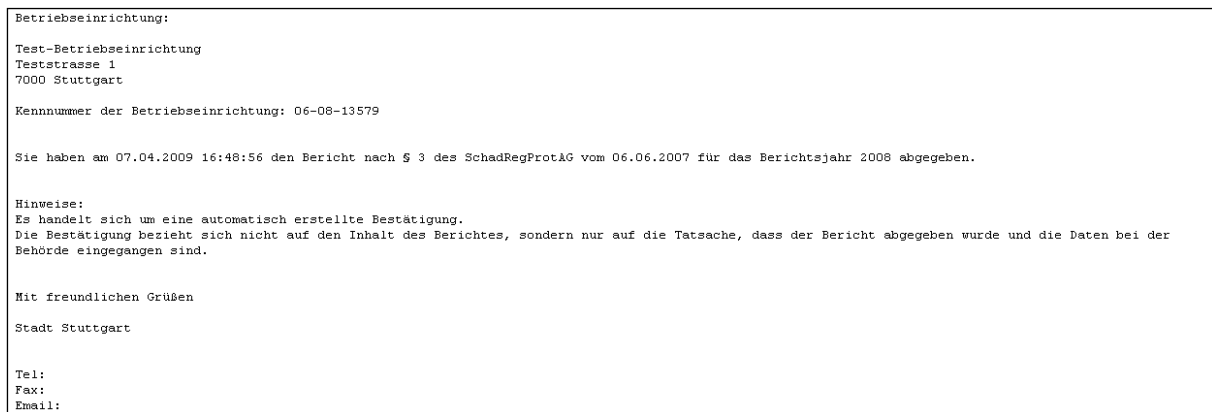 Betriebseinrichtung:
Test-Betriebseinrichtung
Teststrasse 1
7000 Stuttgart
Kennnummer der Betriebseinrichtung: 06-08-13579
Sie haben am 07.04.2009 16:48:56 den Bericht nach § 3 des SchadRegProtAG vom 06.06.2007 für das Berichtsjahr 2008 abgegeben.
Hinweise:
Es handelt sich um eine automatisch erstellte Bestätigung.
Die Bestätigung bezieht sich nicht auf den Inhalt des Berichtes, sondern nur auf die Tatsache, dass der Bericht abgegeben wurde und die Daten bei der
Behörde eingegangen sind.
Mit freundlichen Grüßen
Stadt Stuttgart
Tel:
Fax:
Email: